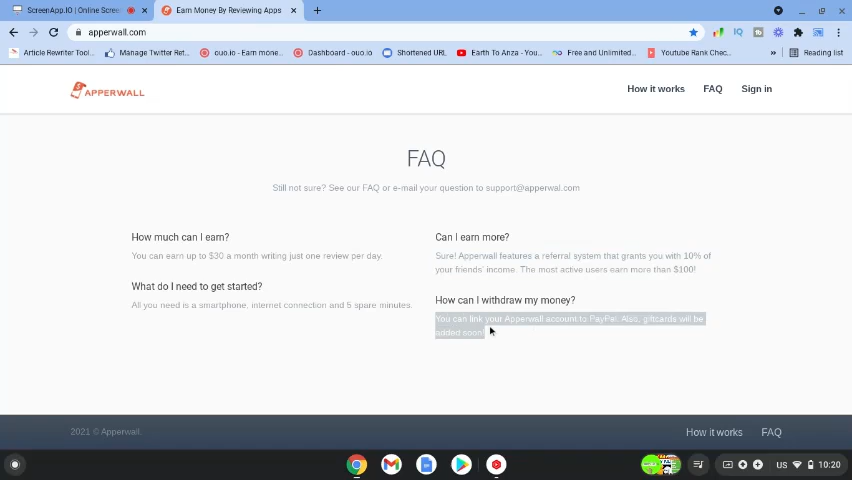 ScreenApp.IO | Online Screen
Earn Money By Reviewing Apps
apperwall.com
Article Rewriter Tool...
Manage Twitter Ret...
ouo.io - Earn mone...
Dashboard - ouo.io
Shortened URL
Earth To Anza - You...
Free and Unlimited...
Youtube Rank Chec...
»
Reading list
APPERWALL
How it works
FAQ
Sign in
FAQ
Still not sure? See our FAQ or e-mail your question to support@apperwal.com
How much can I earn?
You can earn up to $30 a month writing just one review per day.
What do I need to get started?
All you need is a smartphone, internet connection and 5 spare minutes.
Can I earn more?
Sure! Apperwall features a referral system that grants you with 10% of
your friends' income. The most active users earn more than $100!
How can I withdraw my money?
You can link your Apperwall account to PayPal. Also, giftcards will be
added soon!
2021 © Apperwall.
How it works
FAQ
US
10:20